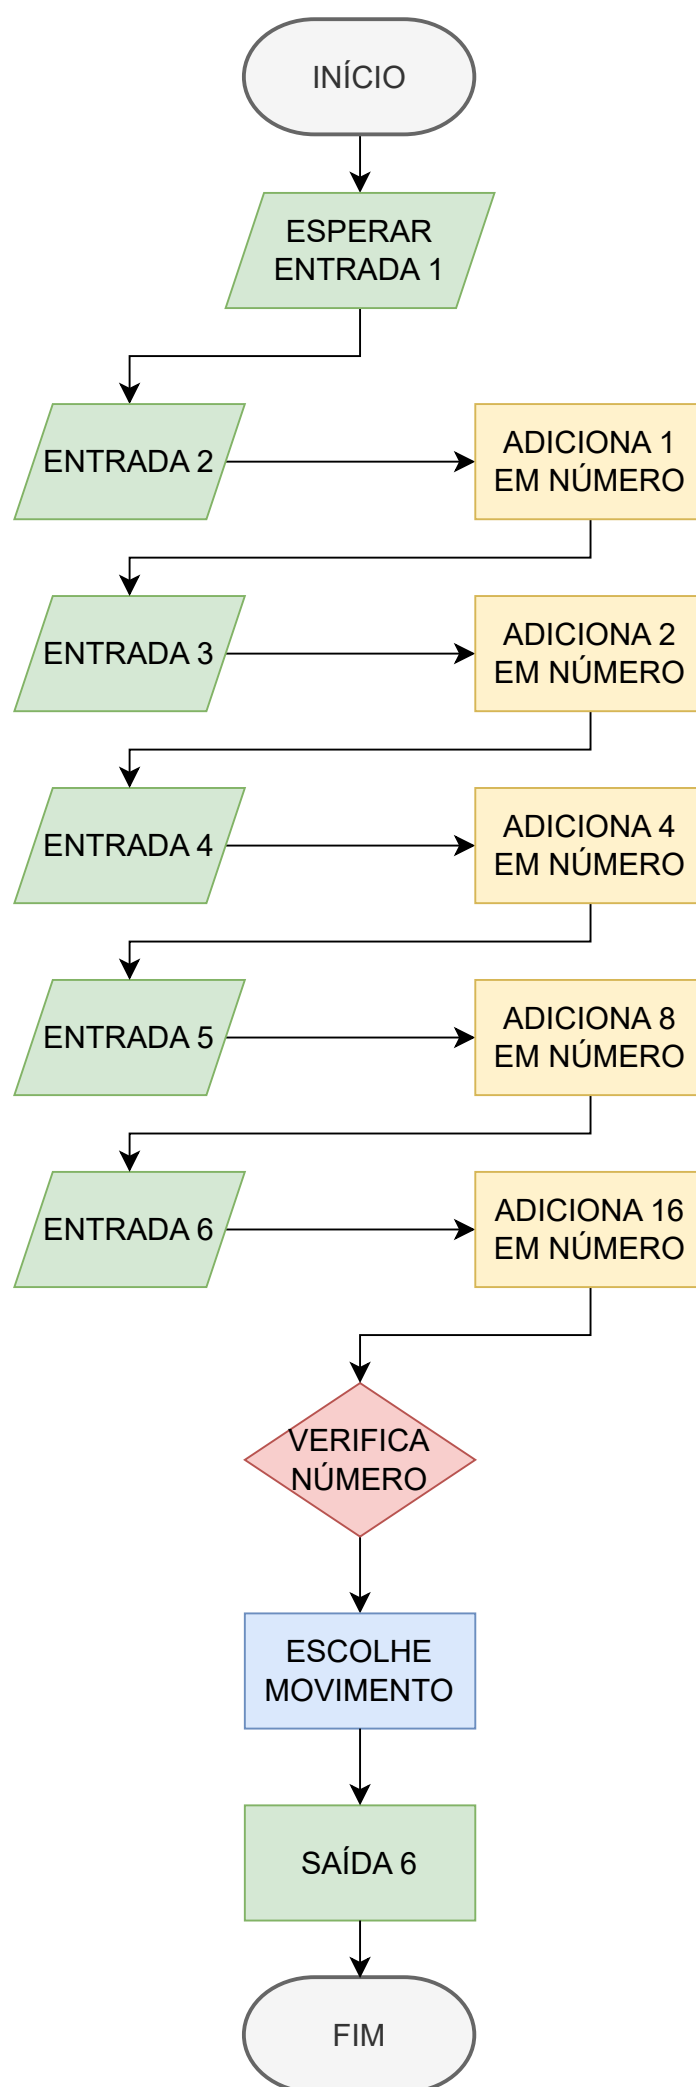 INÍCIO
ESPERAR
ENTRADA 1
ENTRADA 2
ADICIONA 1
EM NÚMERO
ENTRADA 3
ADICIONA 2
EM NÚMERO
ENTRADA 4
ADICIONA 4
EM NÚMERO
ENTRADA 5
ADICIONA 8
EM NÚMERO
ENTRADA 6
ADICIONA 16
EM NÚMERO
VERIFICA
NÚMERO
ESCOLHE
MOVIMENTO
SAÍDA 6
FIM